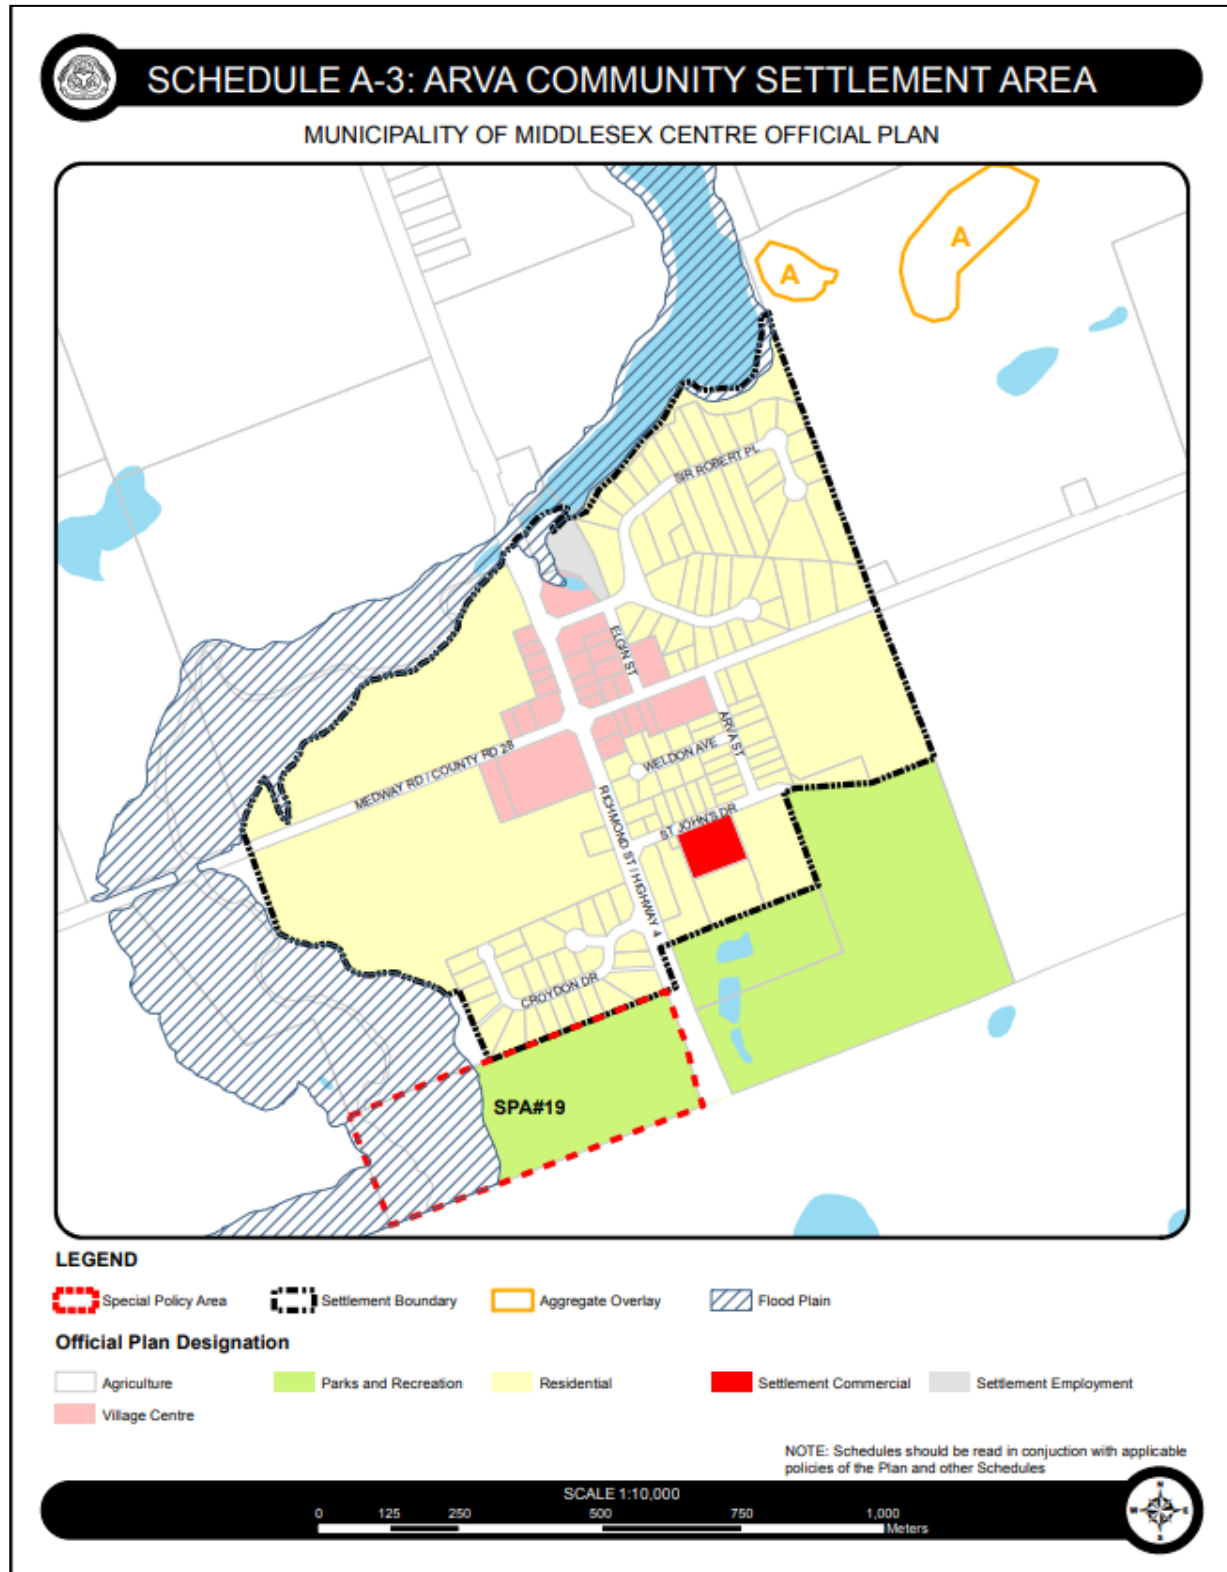 SCHEDULE A-3: ARVA COMMUNITY SETTLEMENT AREA
MUNICIPALITY OF MIDDLESEX CENTRE OFFICIAL PLAN
A
A
SIR ROBERT PL
ELGIN ST
ARVA ST
WELDON AVE
MEDWAY RD / COUNTY RD 28
RICHMOND ST / HIGHWAY 4
ST JOHN'S DR
CROYDON DR
SPA#19
LEGEND
Special Policy Area
Settlement Boundary
Aggregate Overlay
Flood Plain
Official Plan Designation
Agriculture
Parks and Recreation
Residential
Settlement Commercial
Settlement Employment
Village Centre
NOTE: Schedules should be read in conjuction with applicable
policies of the Plan and other Schedules
SCALE 1:10,000
0 125 250 500 750 1,000
Meters
N
W E
S